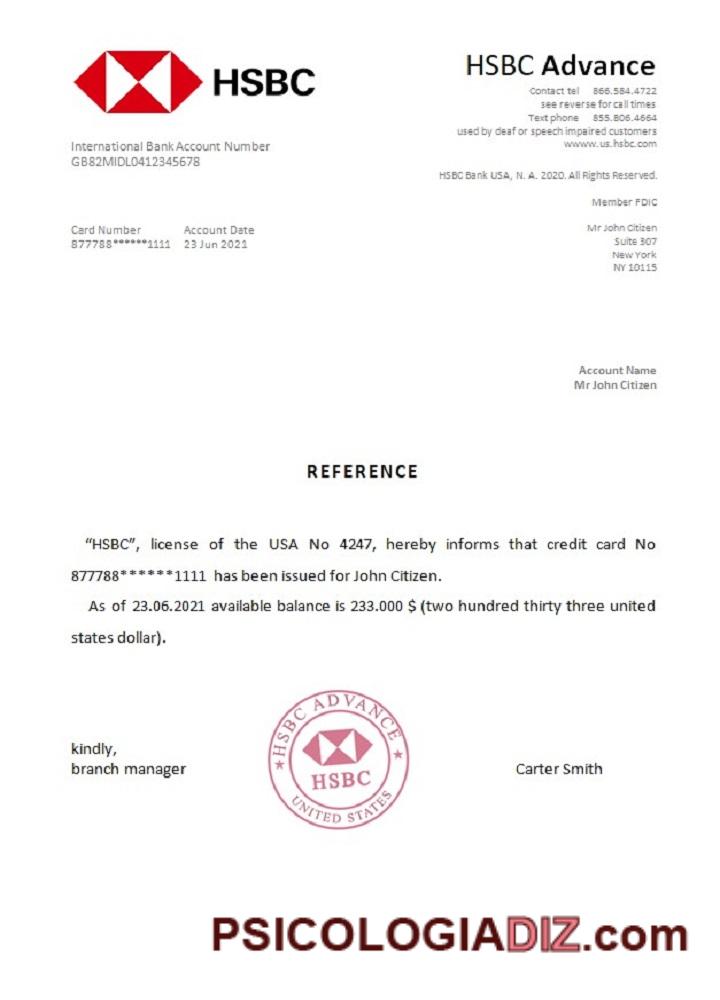 HSBC
HSBC Advance
Contact tel 866.584.4722
see reverse for call times
Text phone 855.806.4664
used by deaf or speech impaired customers
wwww.us.hsbc.com
International Bank Account Number
GB82MIDL0412345678
HSBC Bank USA, N. A. 2020. All Rights Reserved.
Member FDIC
Card Number Account Date
877788******1111 23 Jun 2021
Mr John Citizen
Suite 307
New York
NY 10115
Account Name
Mr John Citizen
REFERENCE
“HSBC”, license of the USA No 4247, hereby informs that credit card No
877788******1111 has been issued for John Citizen.
As of 23.06.2021 available balance is 233.000 $ (two hundred thirty three united
states dollar).
HSBC ADVANCE
HSBC
UNITED STATES
kindly,
branch manager
Carter Smith
PSICOLOGIADIZ.com